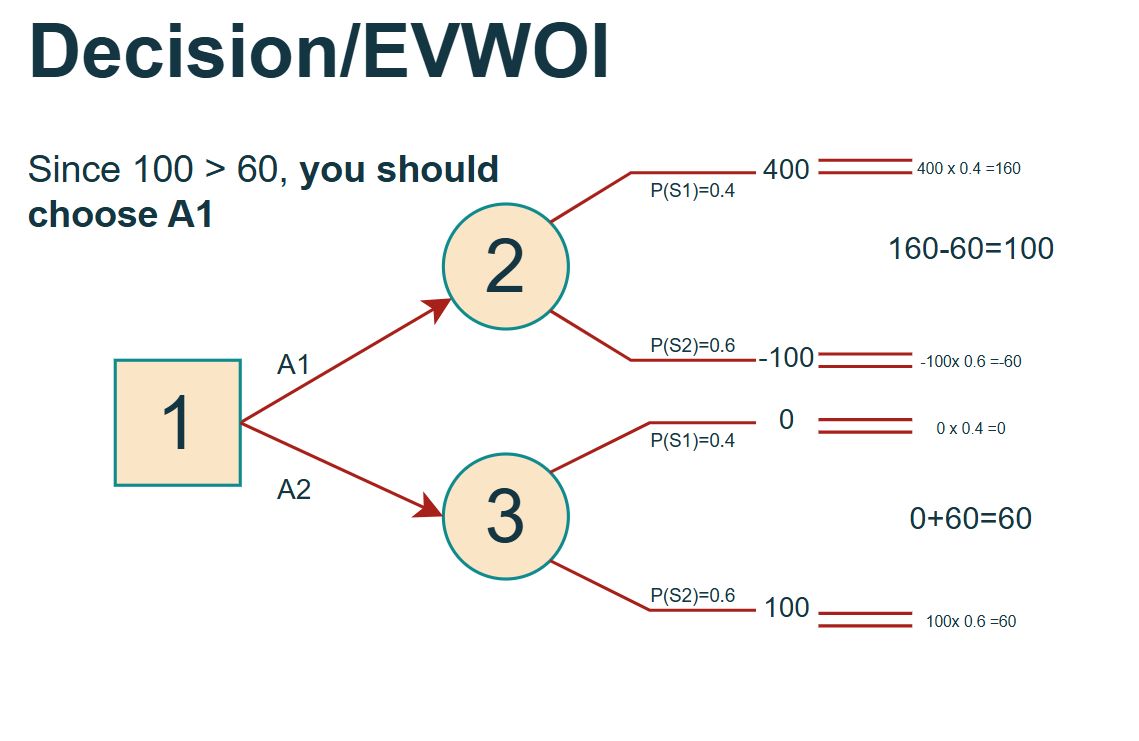 Decision/EVWOI
Since 100 > 60, you should
choose A1
400
400 x 0.4 =160
P(S1)=0.4
160-60=100
2
P(S2)=0.6
-100
-100x 0.6 =-60
A1
1
A2
0
0 x 0.4 =0
P(S1)=0.4
3
0+60=60
P(S2)=0.6
100
100x 0.6 =60